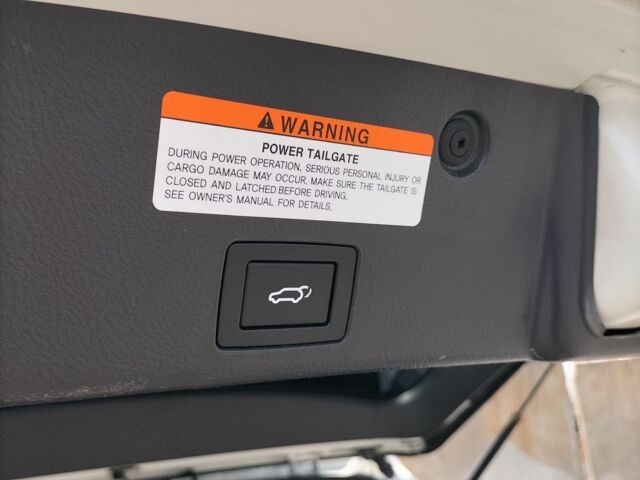 WARNING
POWER TAILGATE
DURING POWER OPERATION, SERIOUS PERSONAL INJURY OR
CARGO DAMAGE MAY OCCUR, MAKE SURE THE TAILGATE IS
CLOSED AND LATCHED BEFORE DRIVING.
SEE OWNER'S MANUAL FOR DETAILS.